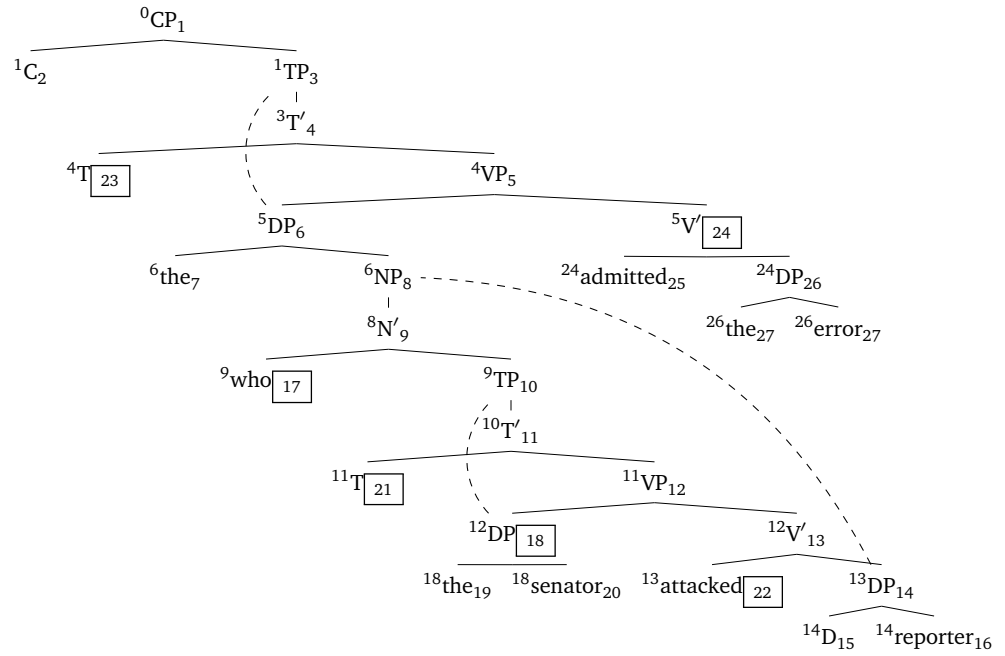 ⁰CP₁
¹C₂ ¹TP₃
³T′₄
⁴T 23 ⁴VP₅
⁵DP₆ ⁵V′ 24
⁶the₇ ⁶NP₈ ²⁴admitted₂₅ ²⁴DP₂₆
⁸N′₉ ²⁶the₂₇ ²⁶error₂₇
⁹who 17 ⁹TP₁₀
¹⁰T′₁₁
¹¹T 21 ¹¹VP₁₂
¹²DP 18 ¹²V′₁₃
¹⁸the₁₉ ¹⁸senator₂₀ ¹³attacked 22 ¹³DP₁₄
¹⁴D₁₅ ¹⁴reporter₁₆